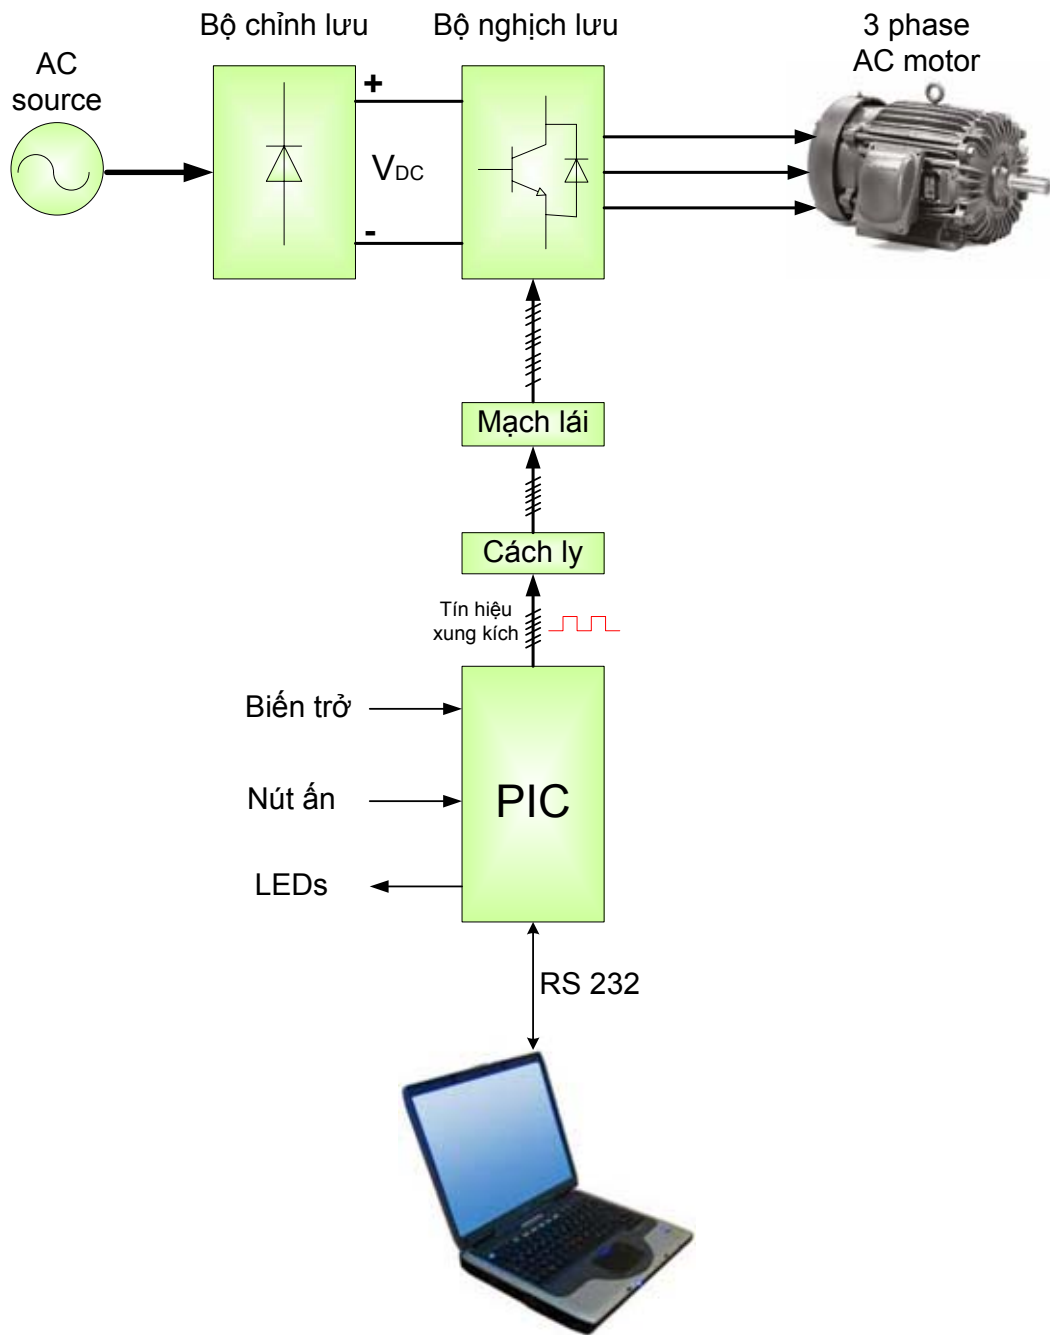 Bộ chỉnh lưu
Bộ nghịch lưu
3 phase
AC motor
AC
source
+
VDC
-
Mạch lái
Cách ly
Tín hiệu
xung kích
Biến trở
Nút ấn
PIC
LEDs
RS 232